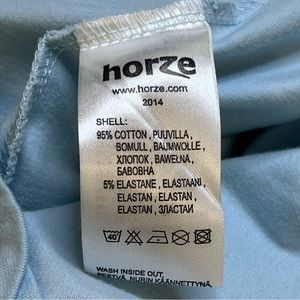 horze
www.horze.com
2014
SHELL:
95% COTTON, PUUVILLA,
BOMULL, BAUMWOLLE,
ХЛОПОК, BAWEŁNA,
БАВОВНА
5% ELASTANE, ELASTAANI,
ELASTAN, ELASTAN,
ELASTAN, ЭЛАСТАН
40
WASH INSIDE OUT,
PESTVÄ, NURIN KÄÄNNETTYNÄ,